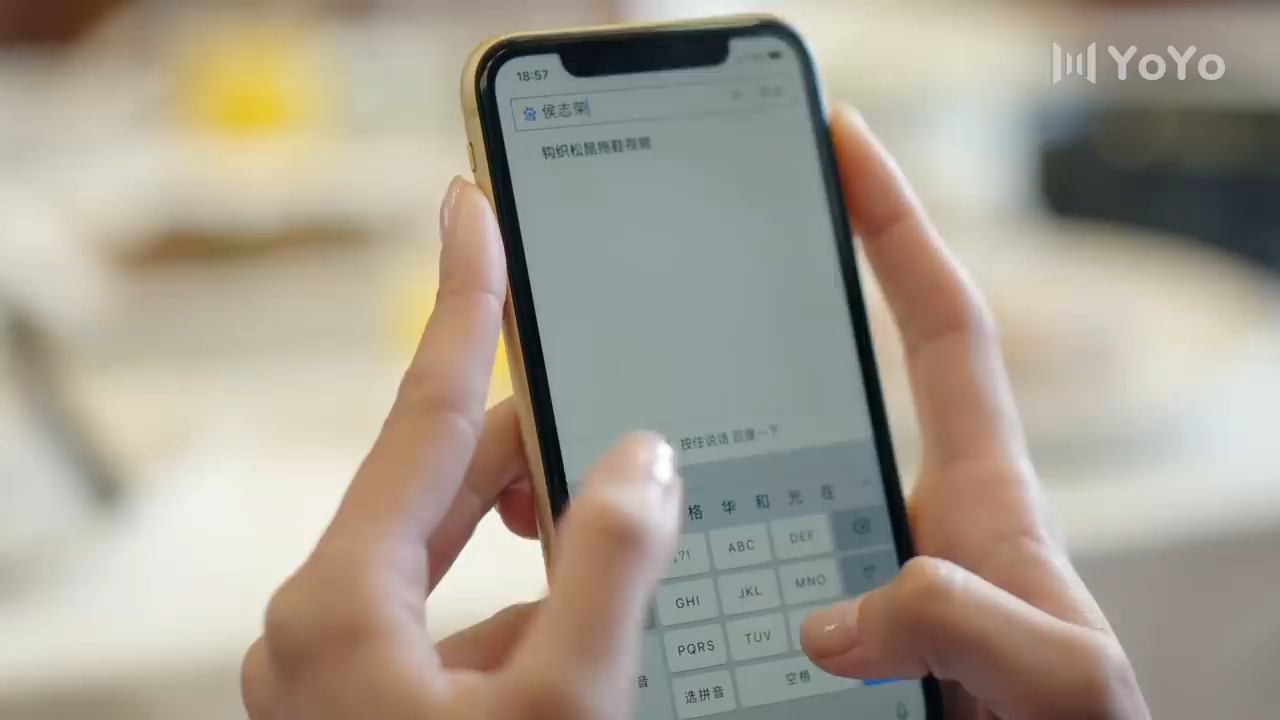 YoYo
18:57
侯志荣
钩织松鼠拖鞋视频
按住说话 百度一下
格 华 和 光 在
,。?! ABC DEF
GHI JKL MNO
PQRS TUV
音 选拼音 空格